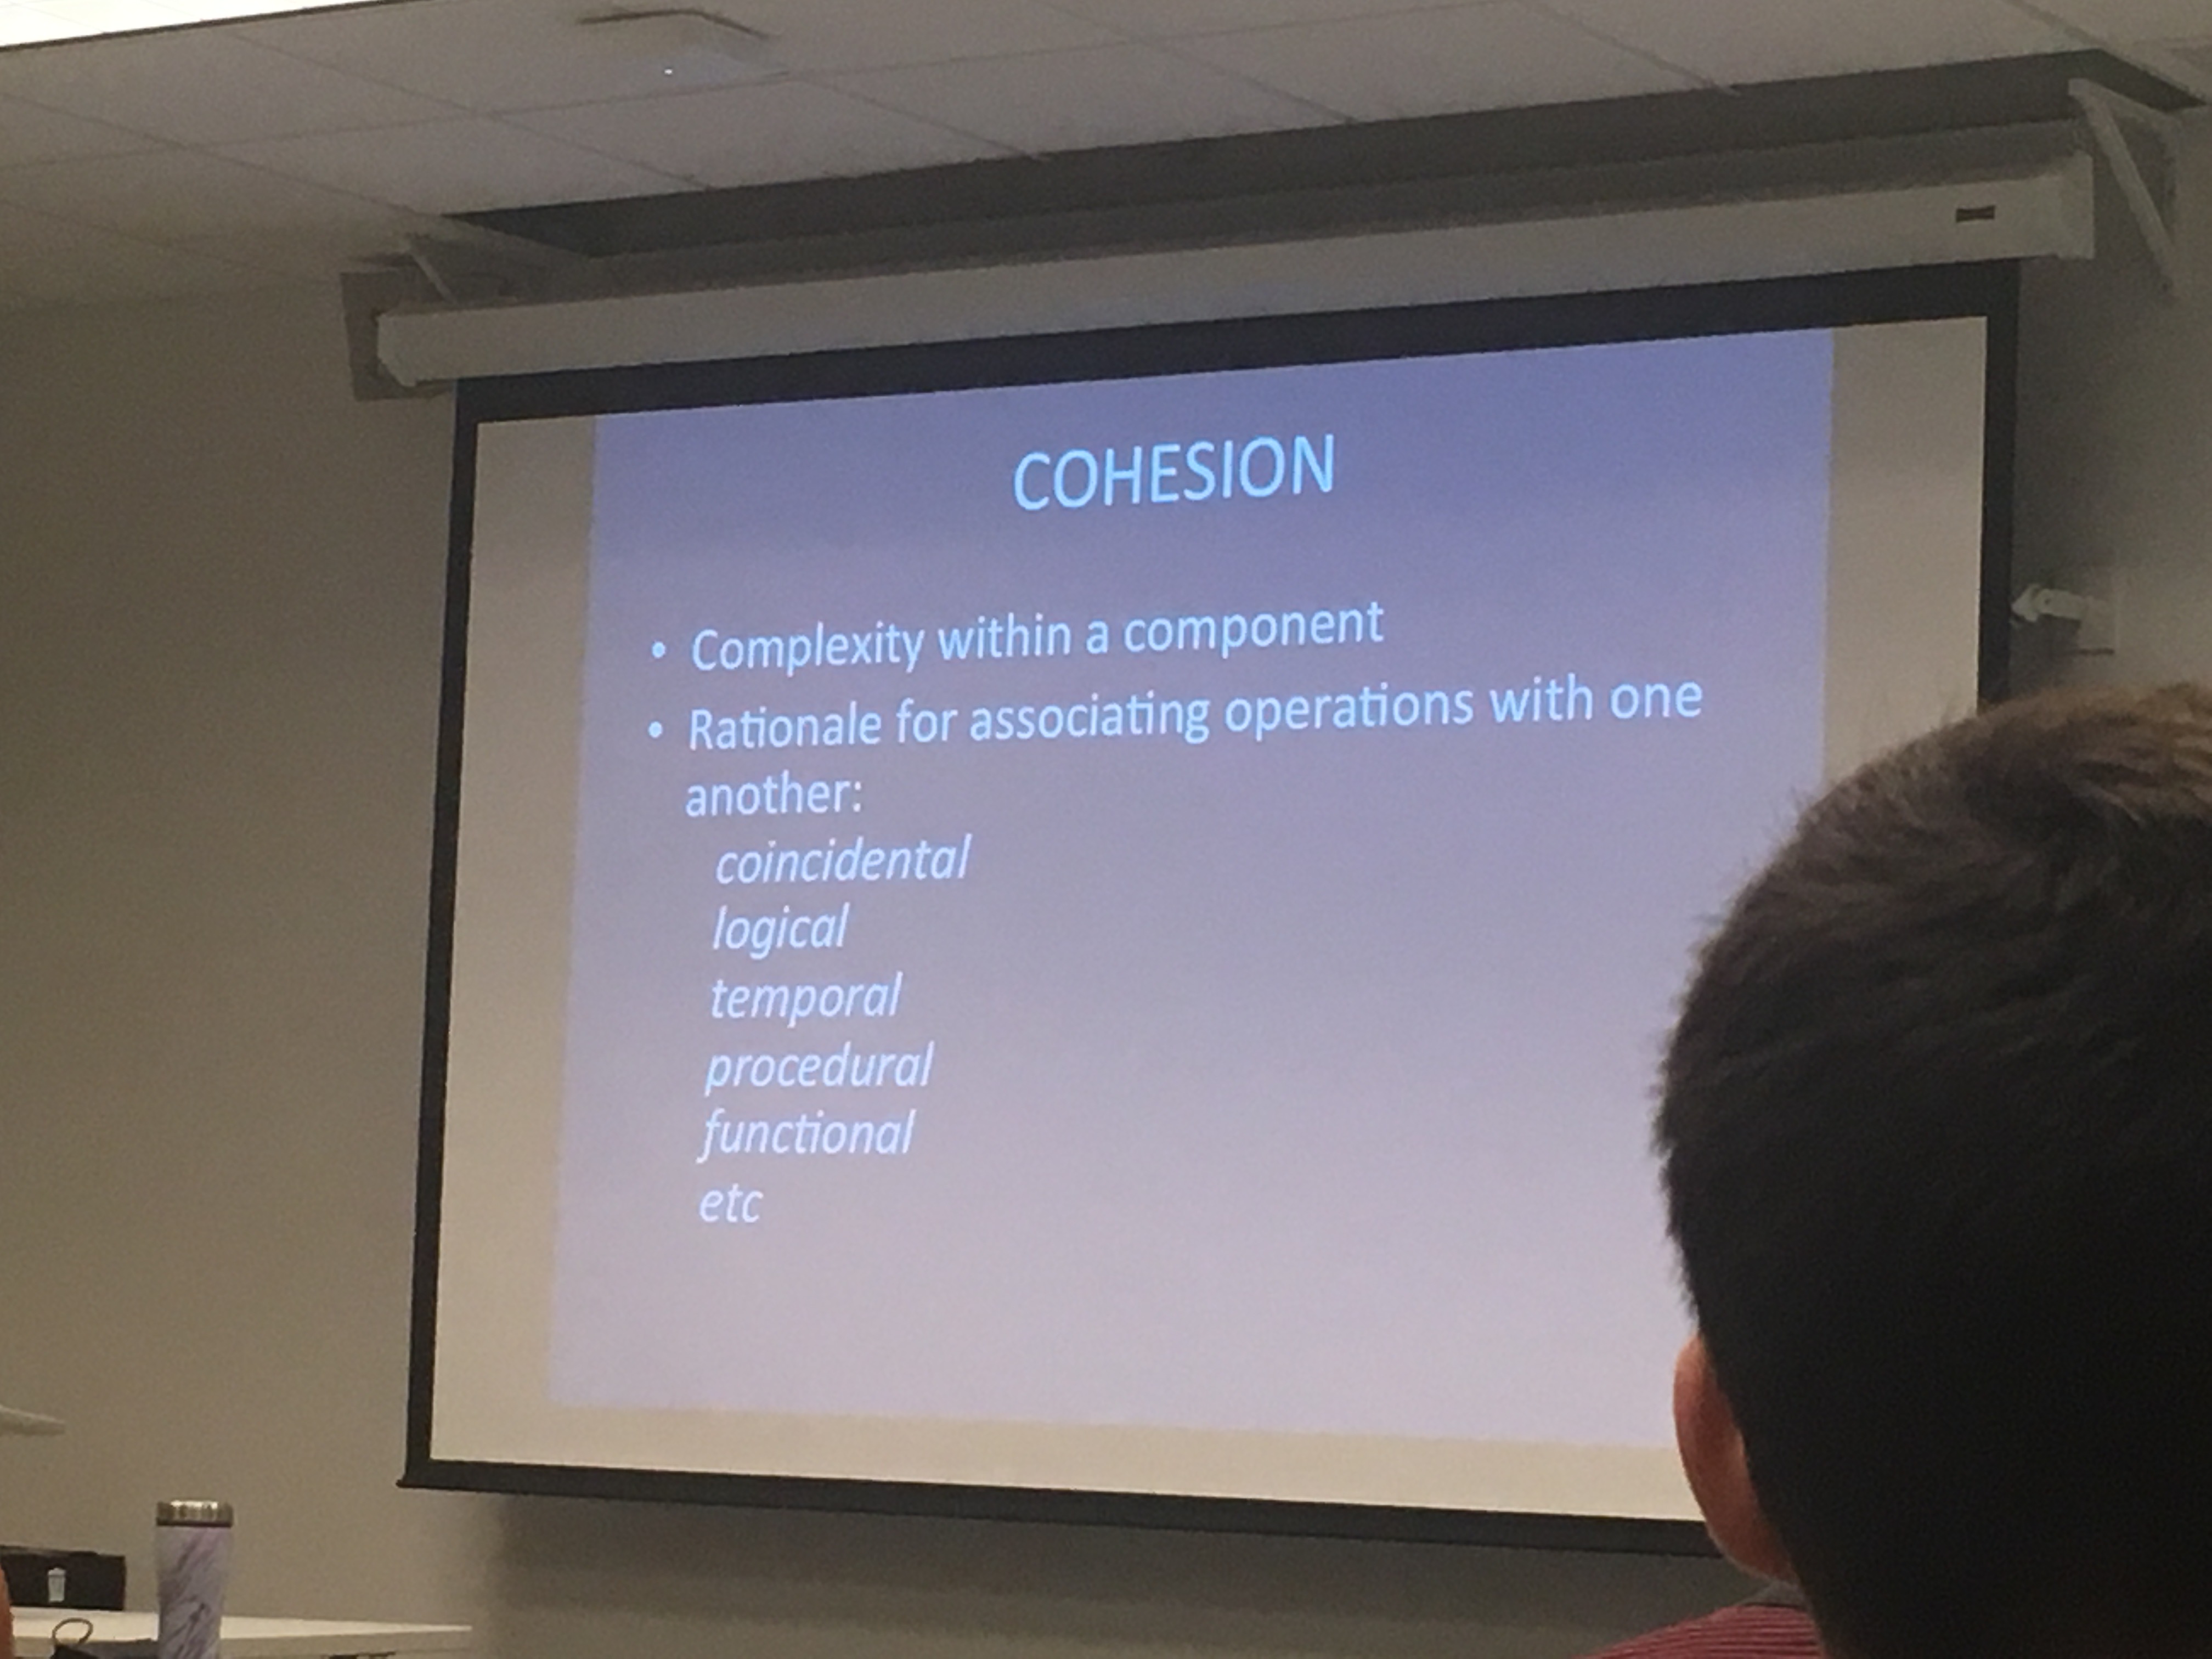 COHESION
• Complexity within a component
• Rationale for associating operations with one
another:
coincidental
logical
temporal
procedural
functional
etc